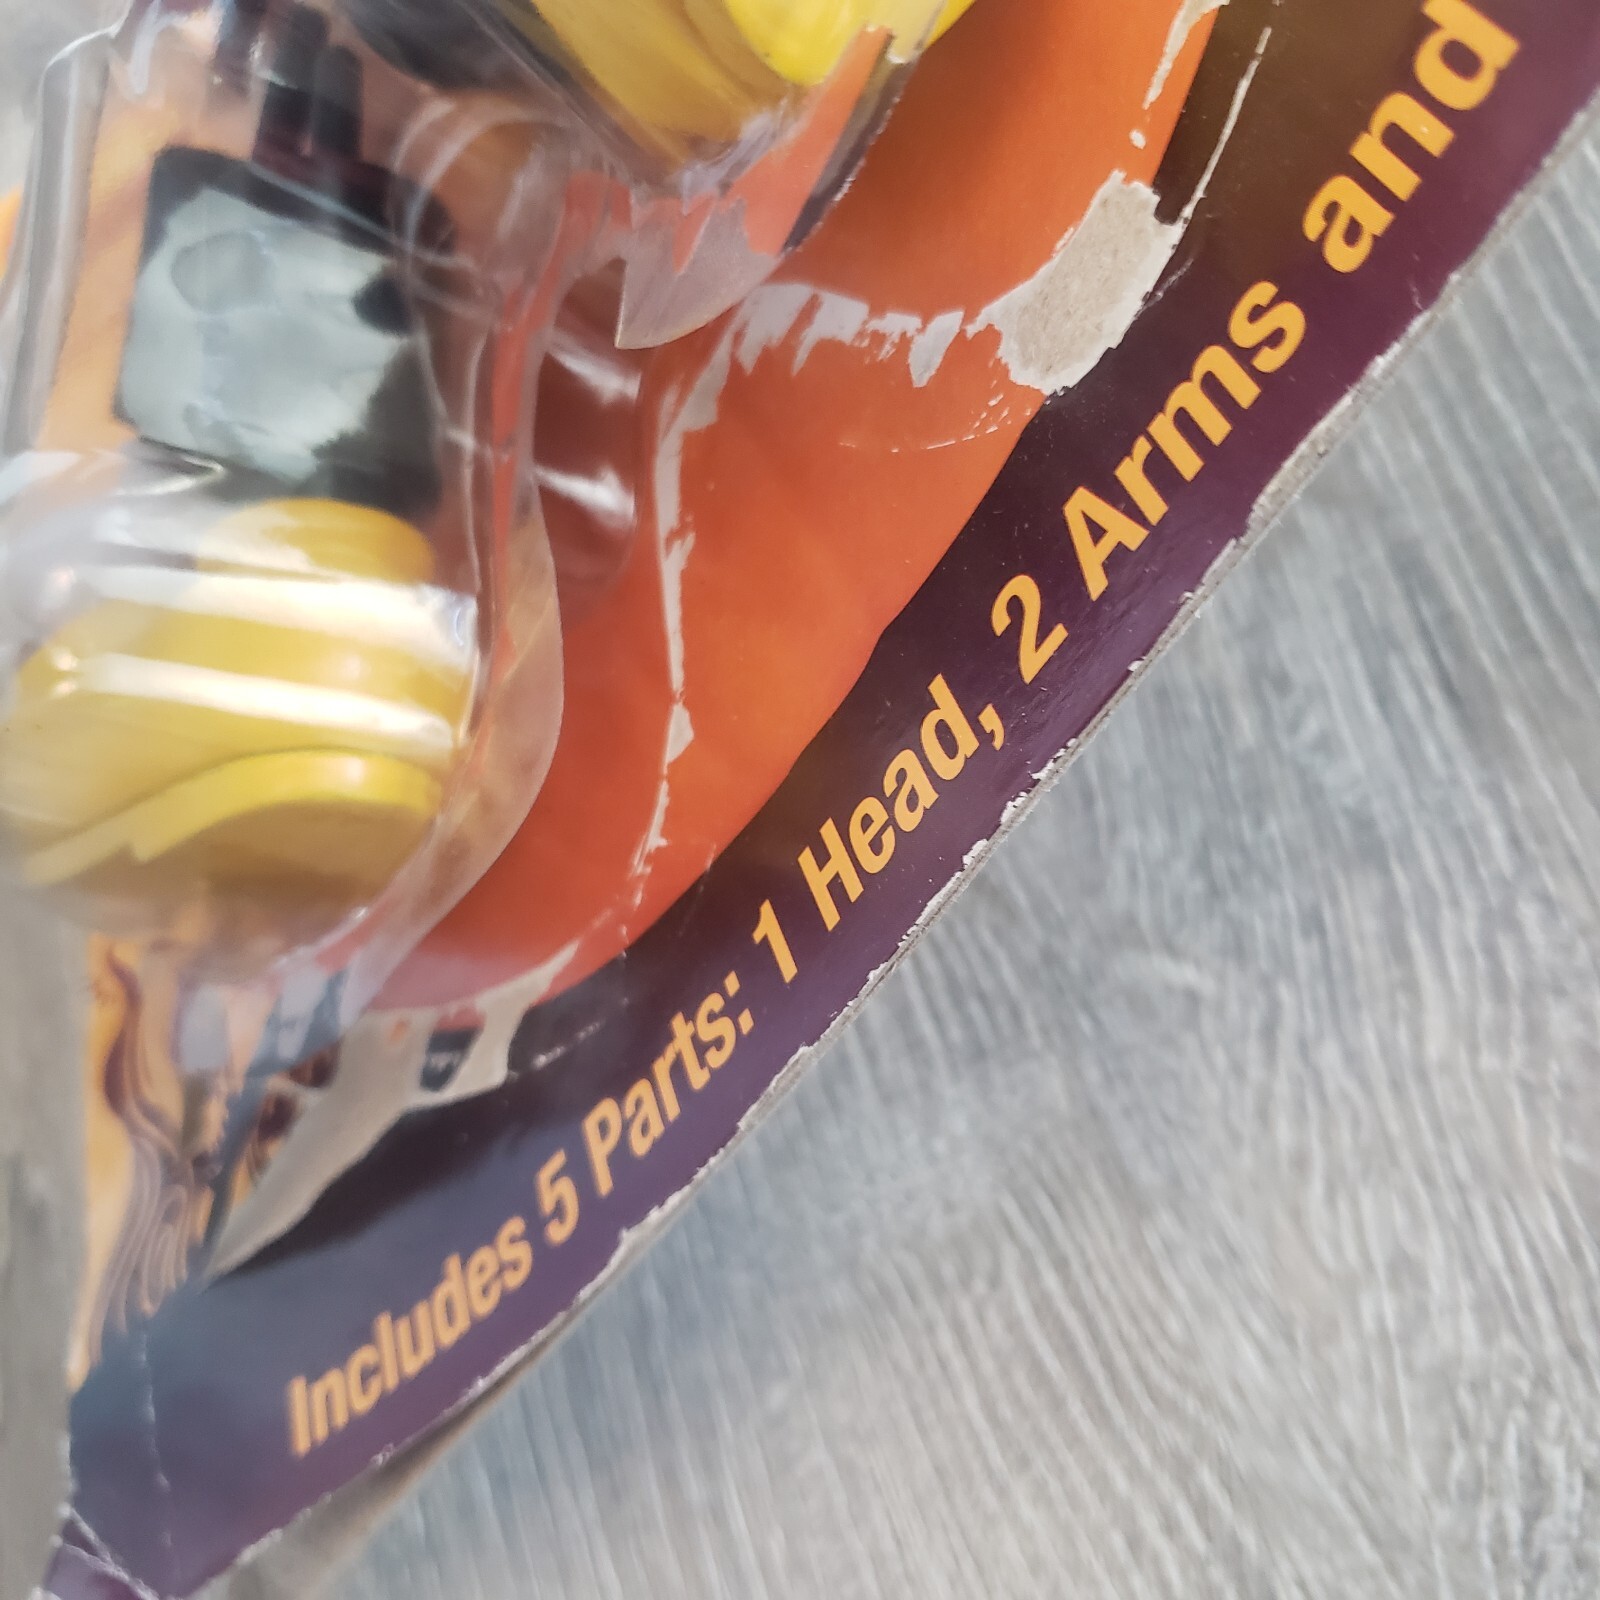 Includes 5 Parts: 1 Head, 2 Arms and